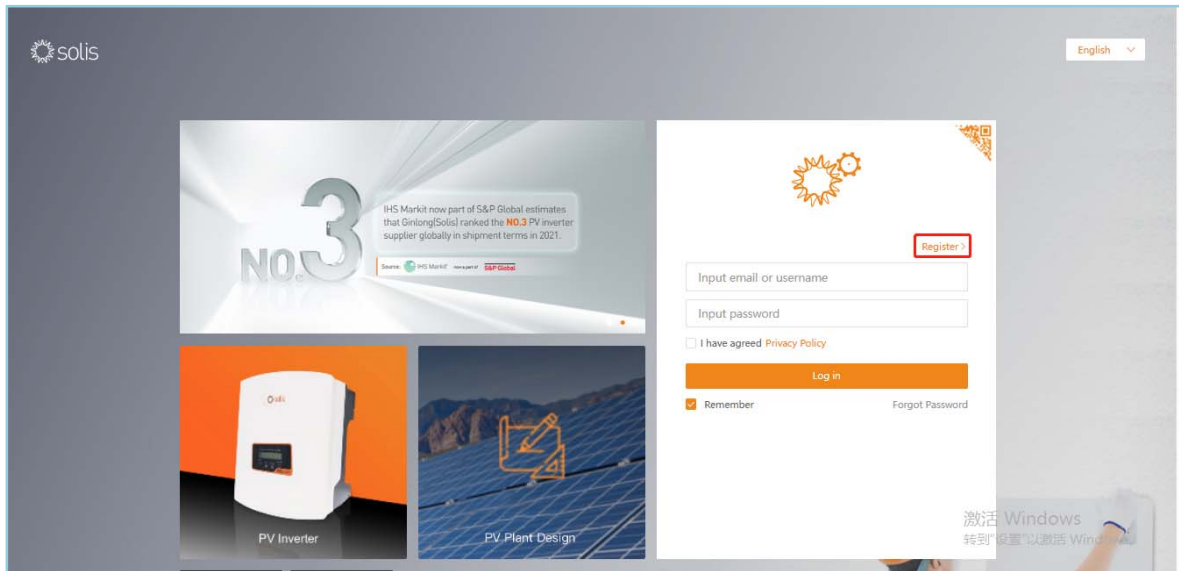 solis
English
NO.3
IHS Markit now part of S&P Global estimates
that Ginlong(Solis) ranked the NO.3 PV inverter
supplier globally in shipment terms in 2021.
Source: IHS Markit now a part of S&P Global
Register >
Input email or username
Input password
I have agreed Privacy Policy
Log in
Remember
Forgot Password
solis
PV Inverter
PV Plant Design
激活 Windows
转到"设置"以激活 Windows